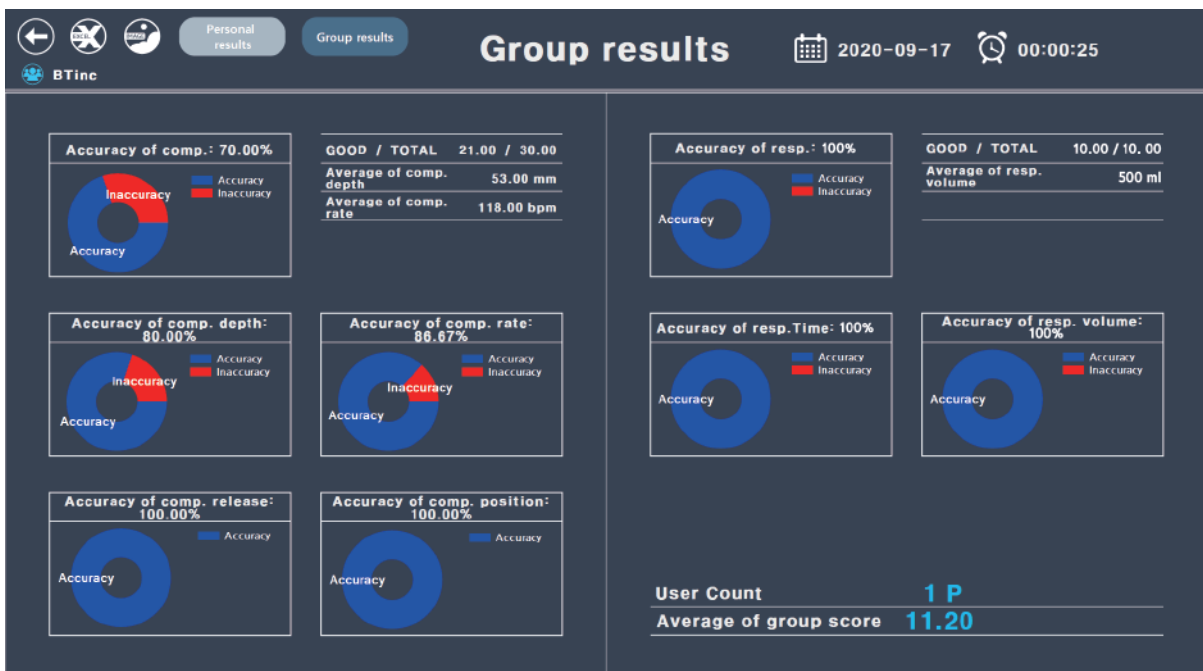 EXCEL
IMAGE
Personal
results
Group results
Group results
2020-09-17
00:00:25
BTinc
Accuracy of comp.: 70.00%
Accuracy
Inaccuracy
Inaccuracy
Accuracy
GOOD / TOTAL 21.00 / 30.00
Average of comp.
depth 53.00 mm
Average of comp.
rate 118.00 bpm
Accuracy of comp. depth:
80.00%
Accuracy
Inaccuracy
Inaccuracy
Accuracy
Accuracy of comp. rate:
86.67%
Accuracy
Inaccuracy
Inaccuracy
Accuracy
Accuracy of comp. release:
100.00%
Accuracy
Accuracy
Accuracy of comp. position:
100.00%
Accuracy
Accuracy
Accuracy of resp.: 100%
Accuracy
Inaccuracy
Accuracy
GOOD / TOTAL 10.00 / 10. 00
Average of resp.
volume 500 ml
Accuracy of resp.Time: 100%
Accuracy
Inaccuracy
Accuracy
Accuracy of resp. volume:
100%
Accuracy
Inaccuracy
Accuracy
User Count 1 P
Average of group score 11.20